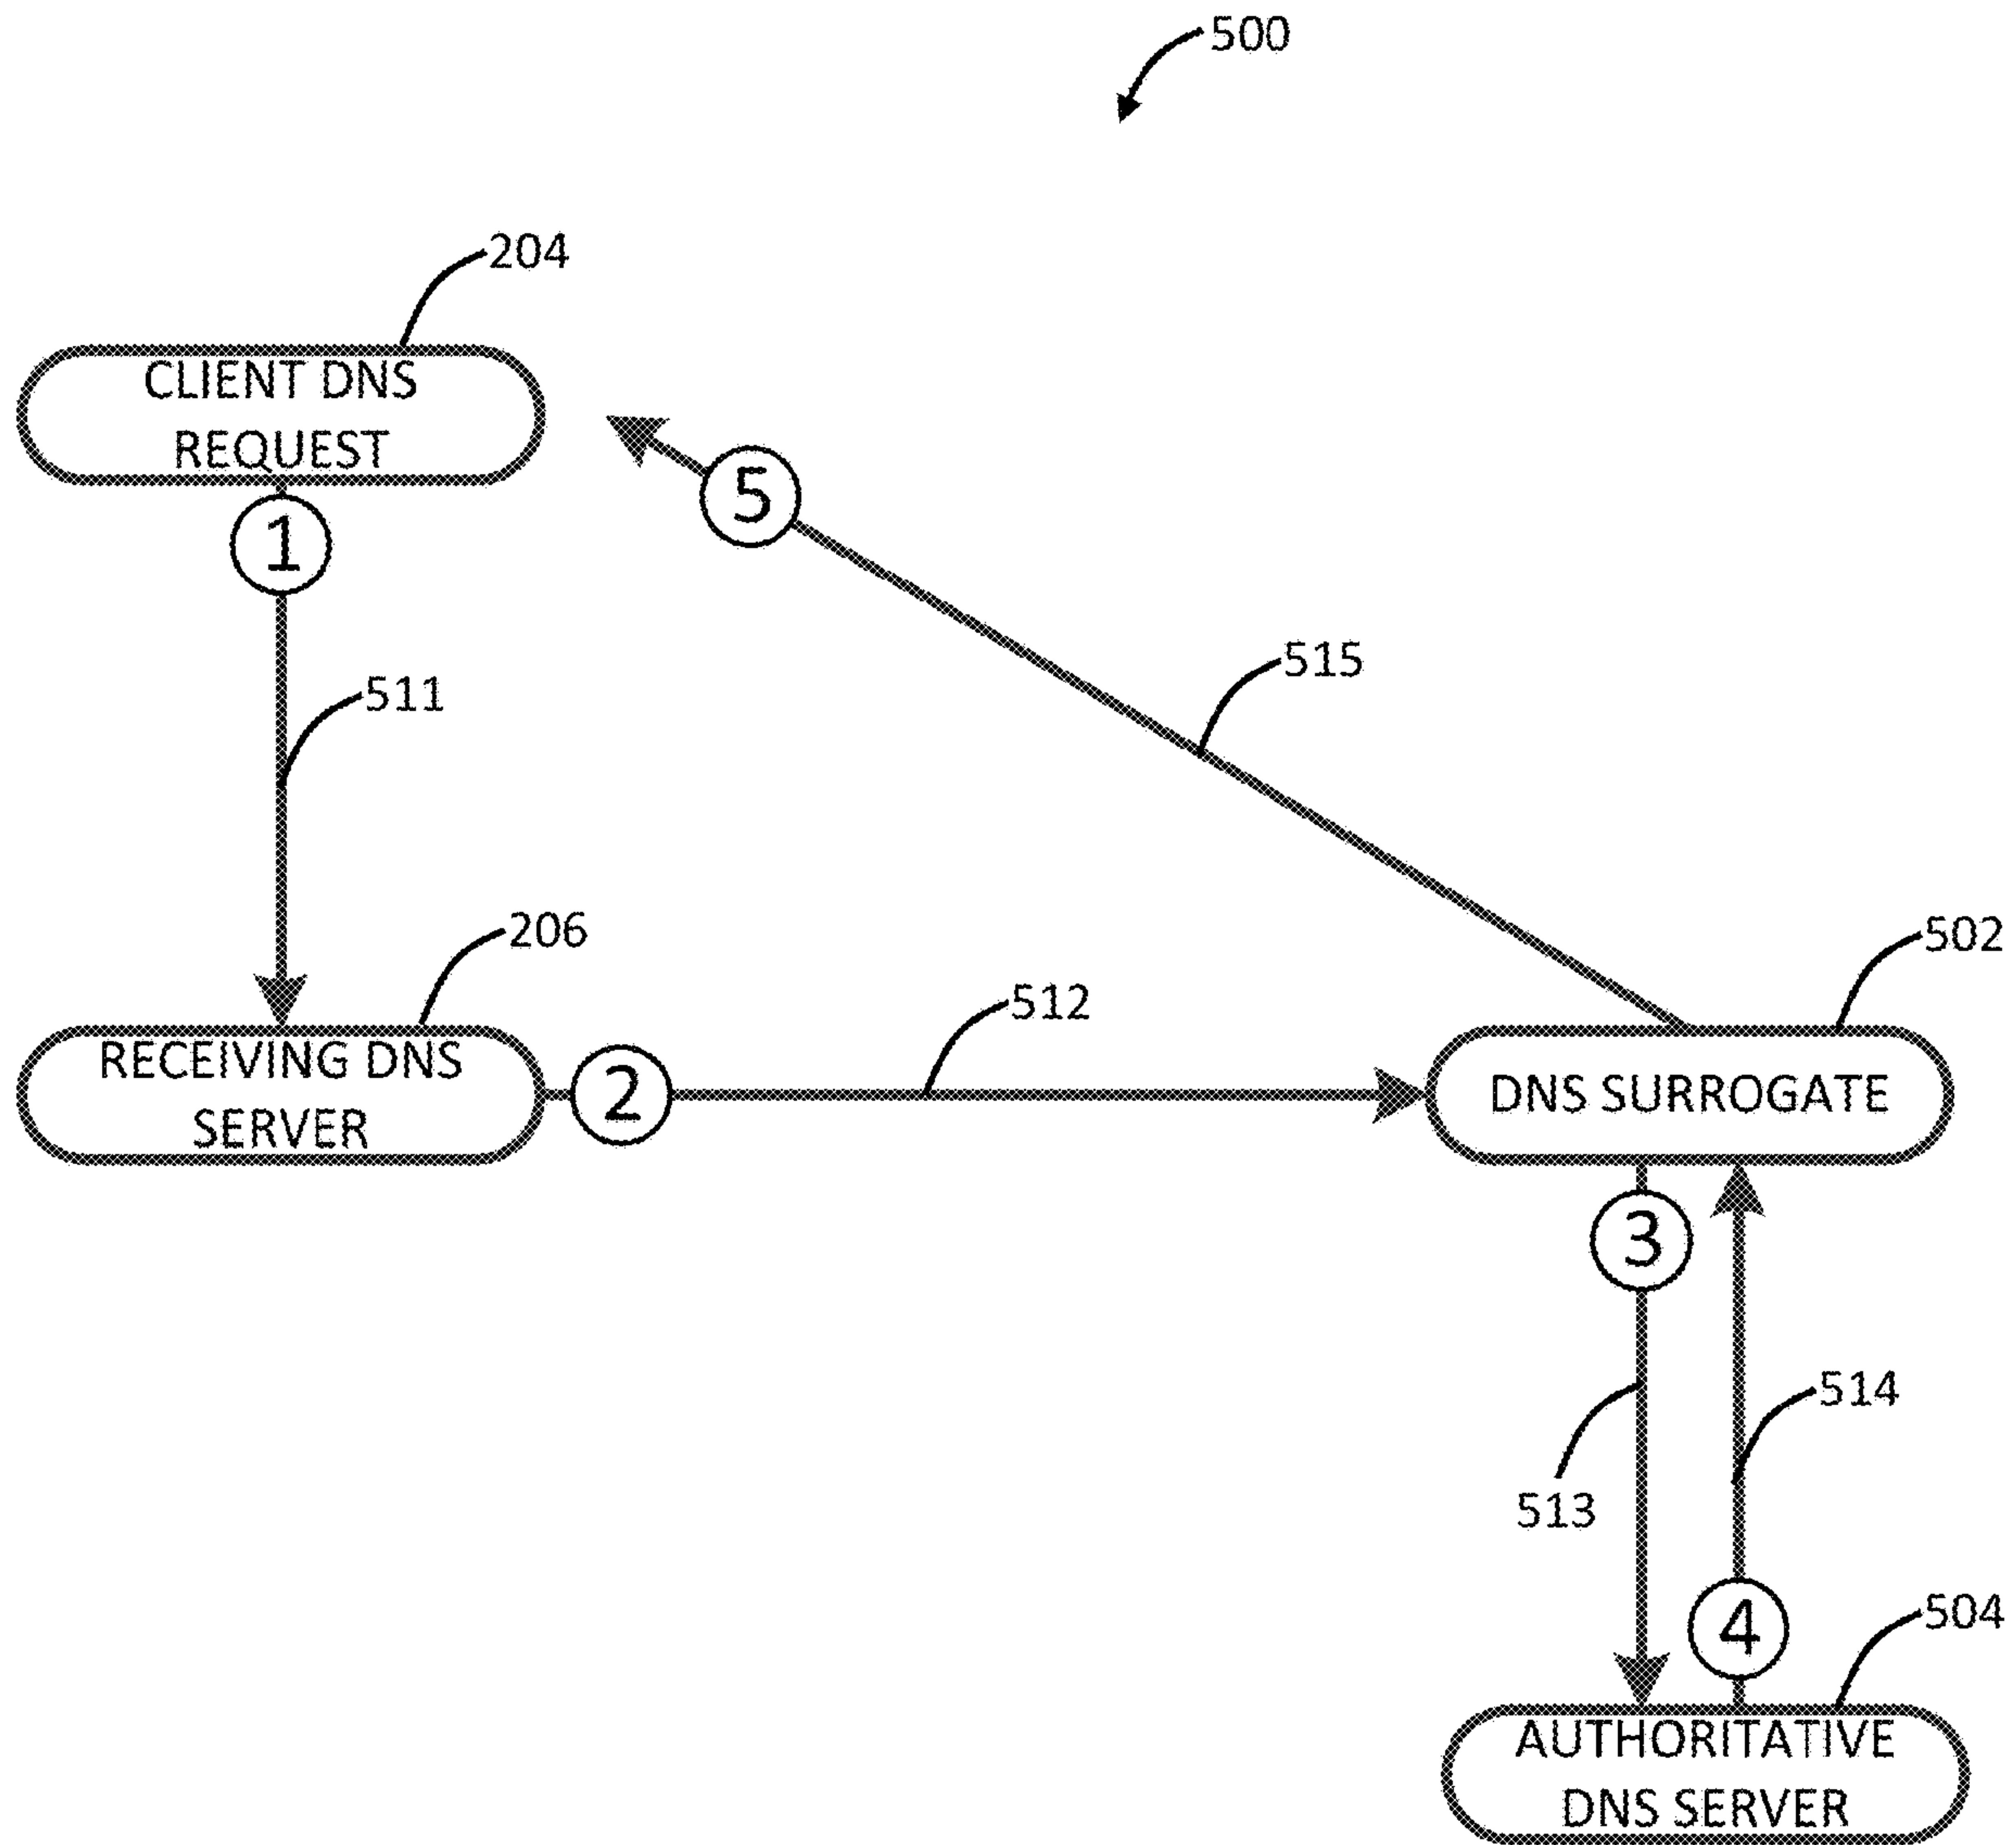 500
204
CLIENT DNS
REQUEST
1
5
515
511
206
502
512
RECEIVING DNS
SERVER
2
DNS SURROGATE
3
514
513
4
504
AUTHORITATIVE
DNS SERVER